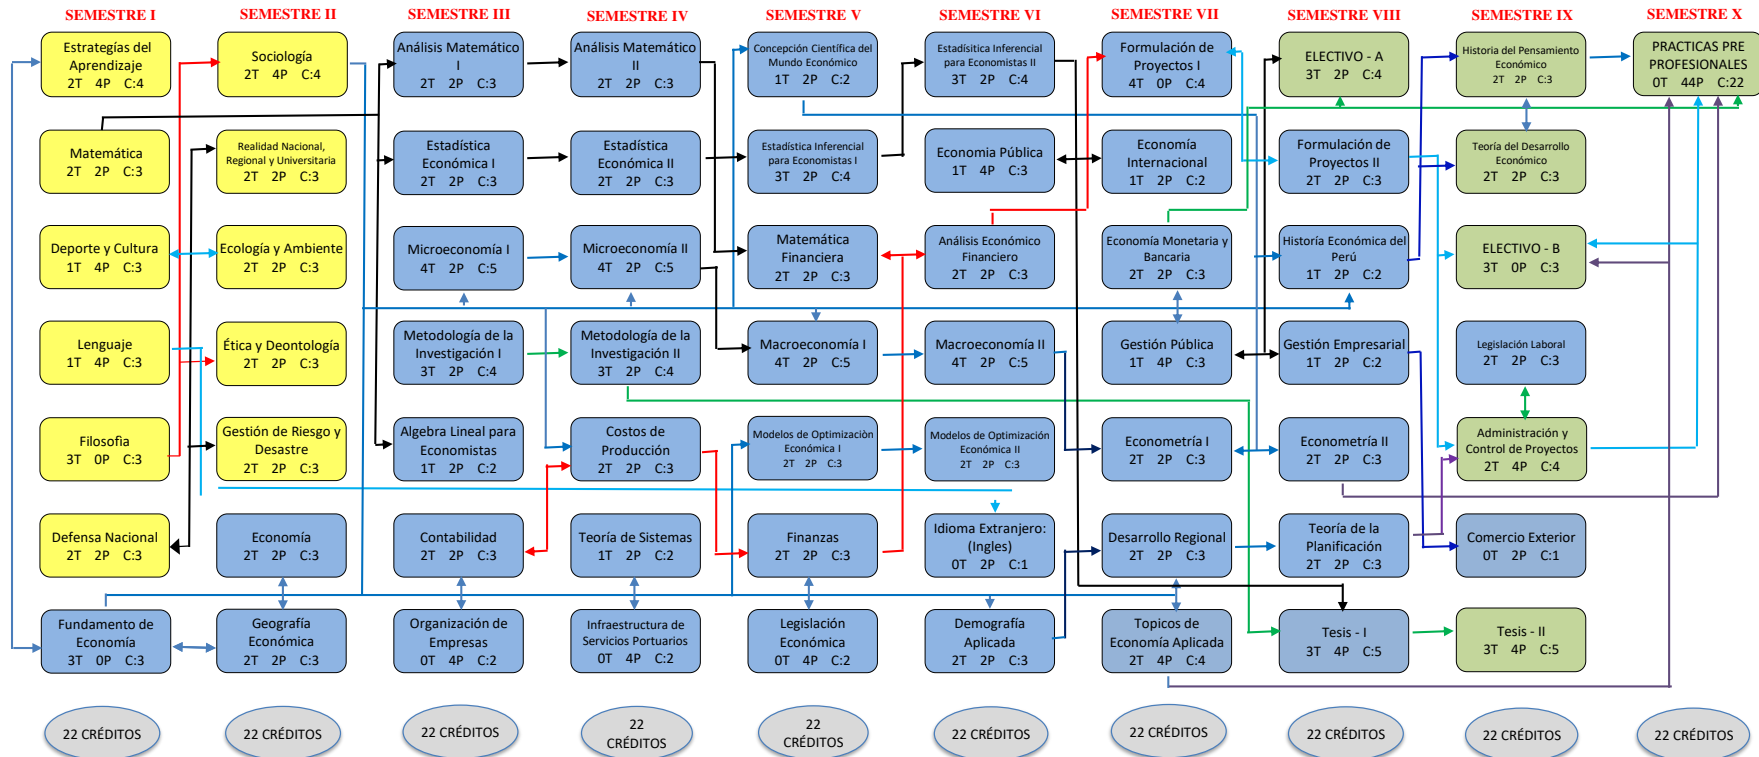 SEMESTRE I
SEMESTRE II
SEMESTRE III
SEMESTRE IV
SEMESTRE V
SEMESTRE VI
SEMESTRE VII
SEMESTRE VIII
SEMESTRE IX
SEMESTRE X
Estrategías del
Aprendizaje
2T 4P C:4
Sociología
2T 4P C:4
Análisis Matemático
I
2T 2P C:3
Análisis Matemático
II
2T 2P C:3
Concepción Científica del
Mundo Económico
1T 2P C:2
Estadísitica Inferencial
para Economistas II
3T 2P C:4
Formulación de
Proyectos I
4T 0P C:4
ELECTIVO - A
3T 2P C:4
Historia del Pensamiento
Económico
2T 2P C:3
PRACTICAS PRE
PROFESIONALES
0T 44P C:22
Matemática
2T 2P C:3
Realidad Nacional,
Regional y Universitaria
2T 2P C:3
Estadística
Económica I
2T 2P C:3
Estadística
Económica II
2T 2P C:3
Estadística Inferencial
para Economistas I
3T 2P C:4
Economia Pública
1T 4P C:3
Economía
Internacional
1T 2P C:2
Formulación de
Proyectos II
2T 2P C:3
Teoría del Desarrollo
Económico
2T 2P C:3
Deporte y Cultura
1T 4P C:3
Ecología y Ambiente
2T 2P C:3
Microeconomía I
4T 2P C:5
Microeconomía II
4T 2P C:5
Matemática
Financiera
2T 2P C:3
Análisis Económico
Financiero
2T 2P C:3
Economía Monetaria y
Bancaria
2T 2P C:3
Historía Económica del
Perú
1T 2P C:2
ELECTIVO - B
3T 0P C:3
Lenguaje
1T 4P C:3
Ética y Deontología
2T 2P C:3
Metodología de la
Investigación I
3T 2P C:4
Metodología de la
Investigación II
3T 2P C:4
Macroeconomía I
4T 2P C:5
Macroeconomía II
4T 2P C:5
Gestión Pública
1T 4P C:3
Gestión Empresarial
1T 2P C:2
Legislación Laboral
2T 2P C:3
Filosofia
3T 0P C:3
Gestión de Riesgo y
Desastre
2T 2P C:3
Algebra Lineal para
Economistas
1T 2P C:2
Costos de
Producción
2T 2P C:3
Modelos de Optimizaciòn
Económica I
2T 2P C:3
Modelos de Optimización
Económica II
2T 2P C:3
Econometría I
2T 2P C:3
Econometría II
2T 2P C:3
Administración y
Control de Proyectos
2T 4P C:4
Defensa Nacional
2T 2P C:3
Economía
2T 2P C:3
Contabilidad
2T 2P C:3
Teoría de Sistemas
1T 2P C:2
Finanzas
2T 2P C:3
Idioma Extranjero:
(Ingles)
0T 2P C:1
Desarrollo Regional
2T 2P C:3
Teoría de la
Planificación
2T 2P C:3
Comercio Exterior
0T 2P C:1
Fundamento de
Economía
3T 0P C:3
Geografía
Económica
2T 2P C:3
Organización de
Empresas
0T 4P C:2
Infraestructura de
Servicios Portuarios
0T 4P C:2
Legislación
Económica
0T 4P C:2
Demografía
Aplicada
2T 2P C:3
Topicos de
Economía Aplicada
2T 4P C:4
Tesis - I
3T 4P C:5
Tesis - II
3T 4P C:5
22 CRÉDITOS
22 CRÉDITOS
22 CRÉDITOS
22
CRÉDITOS
22
CRÉDITOS
22 CRÉDITOS
22 CRÉDITOS
22 CRÉDITOS
22 CRÉDITOS
22 CRÉDITOS